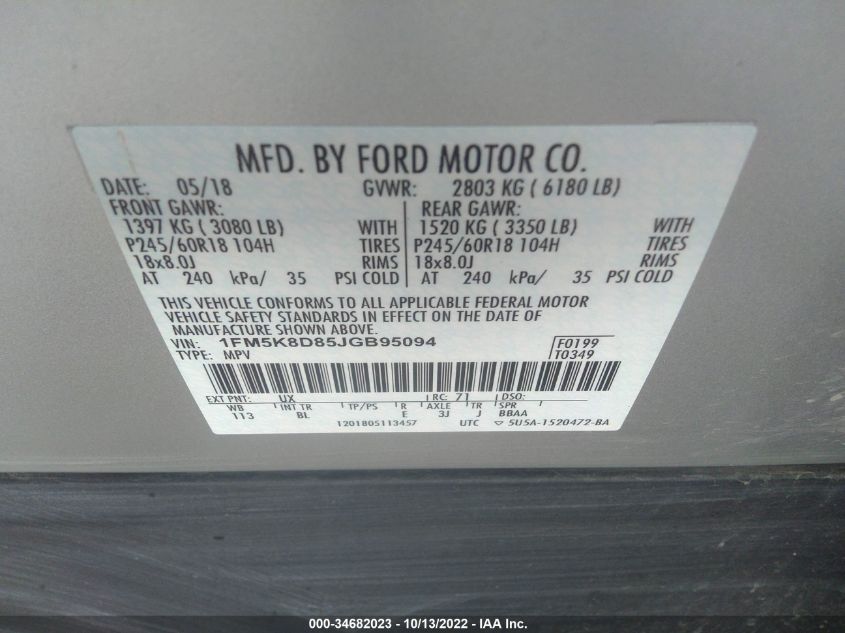 MFD. BY FORD MOTOR CO.
DATE: 05/18 GVWR: 2803 KG ( 6180 LB)
FRONT GAWR: REAR GAWR:
1397 KG ( 3080 LB) WITH 1520 KG ( 3350 LB) WITH
P245/60R18 104H TIRES P245/60R18 104H TIRES
18x8.0J RIMS 18x8.0J RIMS
AT 240 kPa/ 35 PSI COLD AT 240 kPa/ 35 PSI COLD
THIS VEHICLE CONFORMS TO ALL APPLICABLE FEDERAL MOTOR
VEHICLE SAFETY STANDARDS IN EFFECT ON THE DATE OF
MANUFACTURE SHOWN ABOVE.
VIN: 1FM5K8D85JGB95094 F0199
TYPE: MPV T0349
EXT PNT: UX RC: 71 DSO:
WB INT TR TP/PS R AXLE TR SPR
113 BL E 3J J BBAA
1201805113457 UTC ▽ 5U5A-1520472-BA
000-34682023 - 10/13/2022 - IAA Inc.